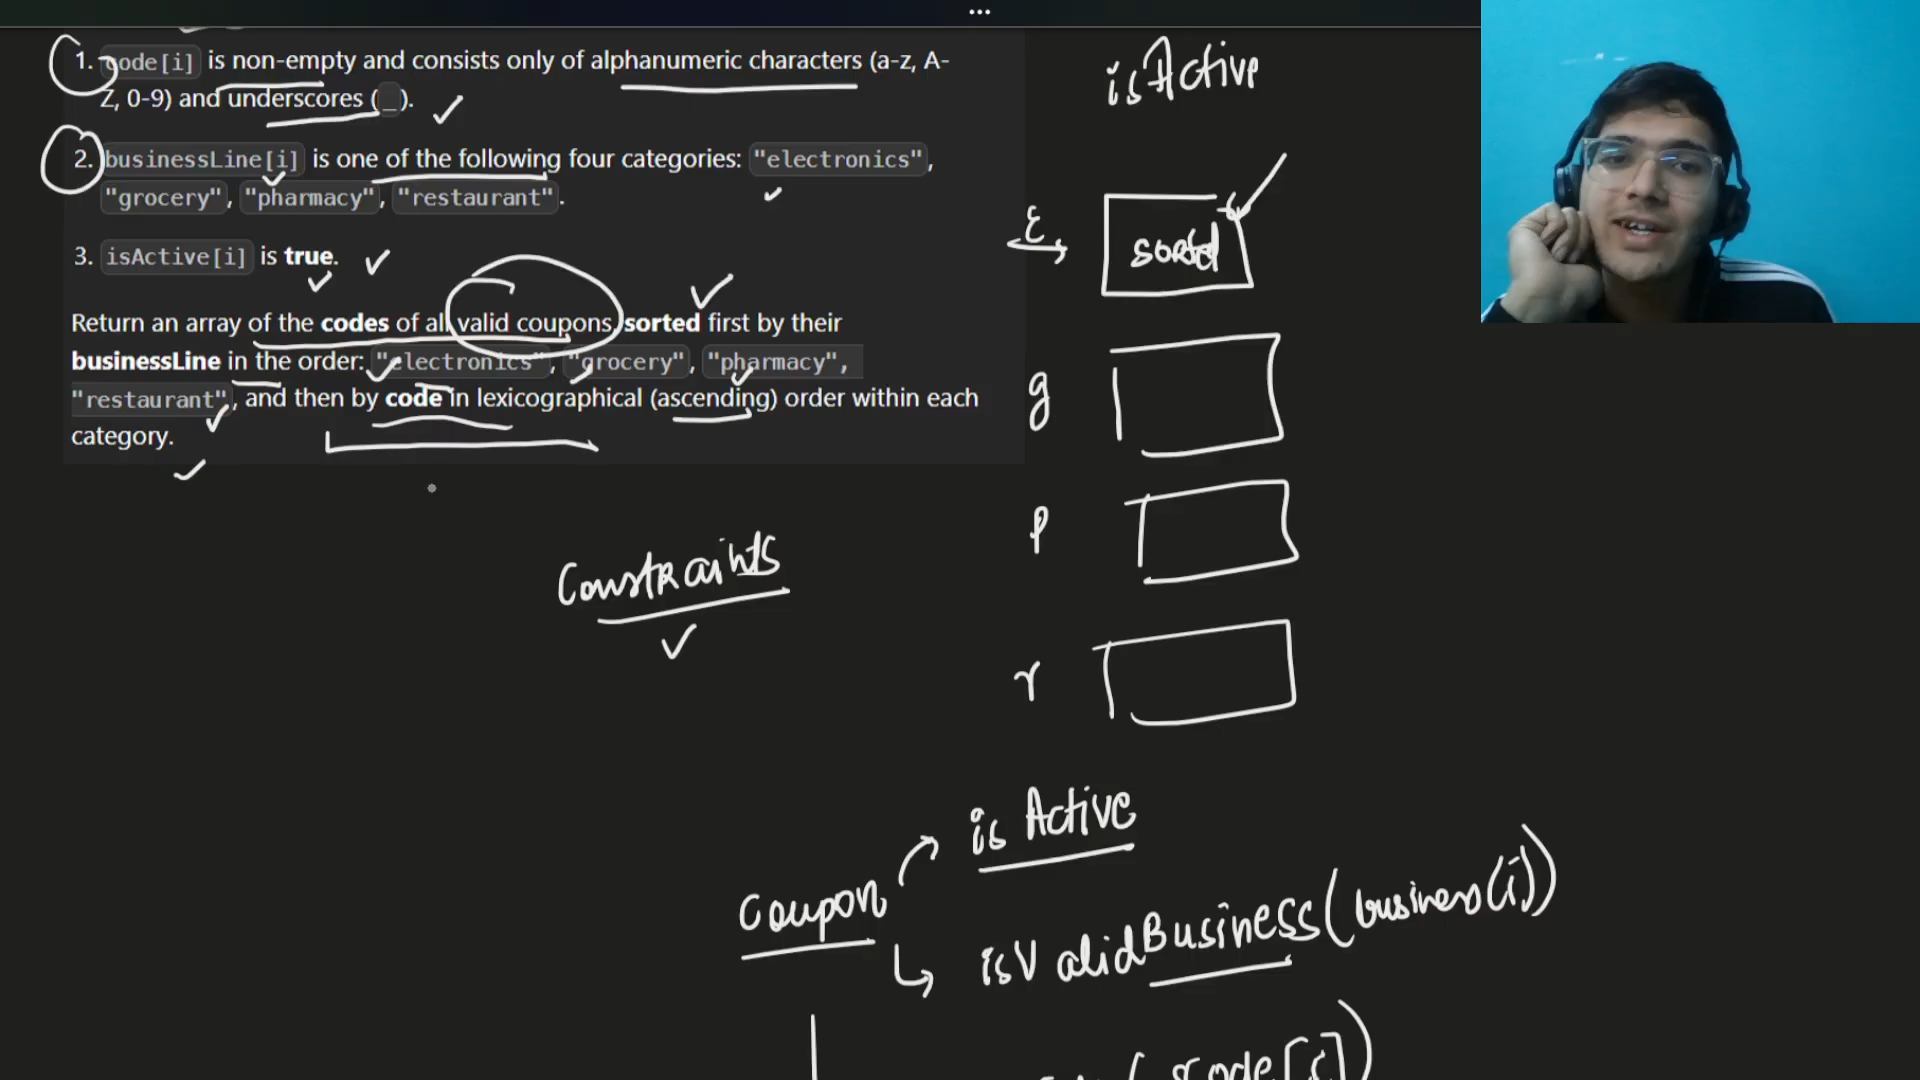 ...
1. code[i] is non-empty and consists only of alphanumeric characters (a-z, A-
Z, 0-9) and underscores (_).
2. businessLine[i] is one of the following four categories: "electronics",
"grocery", "pharmacy", "restaurant".
3. isActive[i] is true.
Return an array of the codes of all valid coupons, sorted first by their
businessLine in the order: "electronics", "grocery", "pharmacy",
"restaurant", and then by code in lexicographical (ascending) order within each
category.
Constraints
isActive
E
sorted
g
p
r
Coupon
isActive
isValidBusiness(business(i))
code[i])